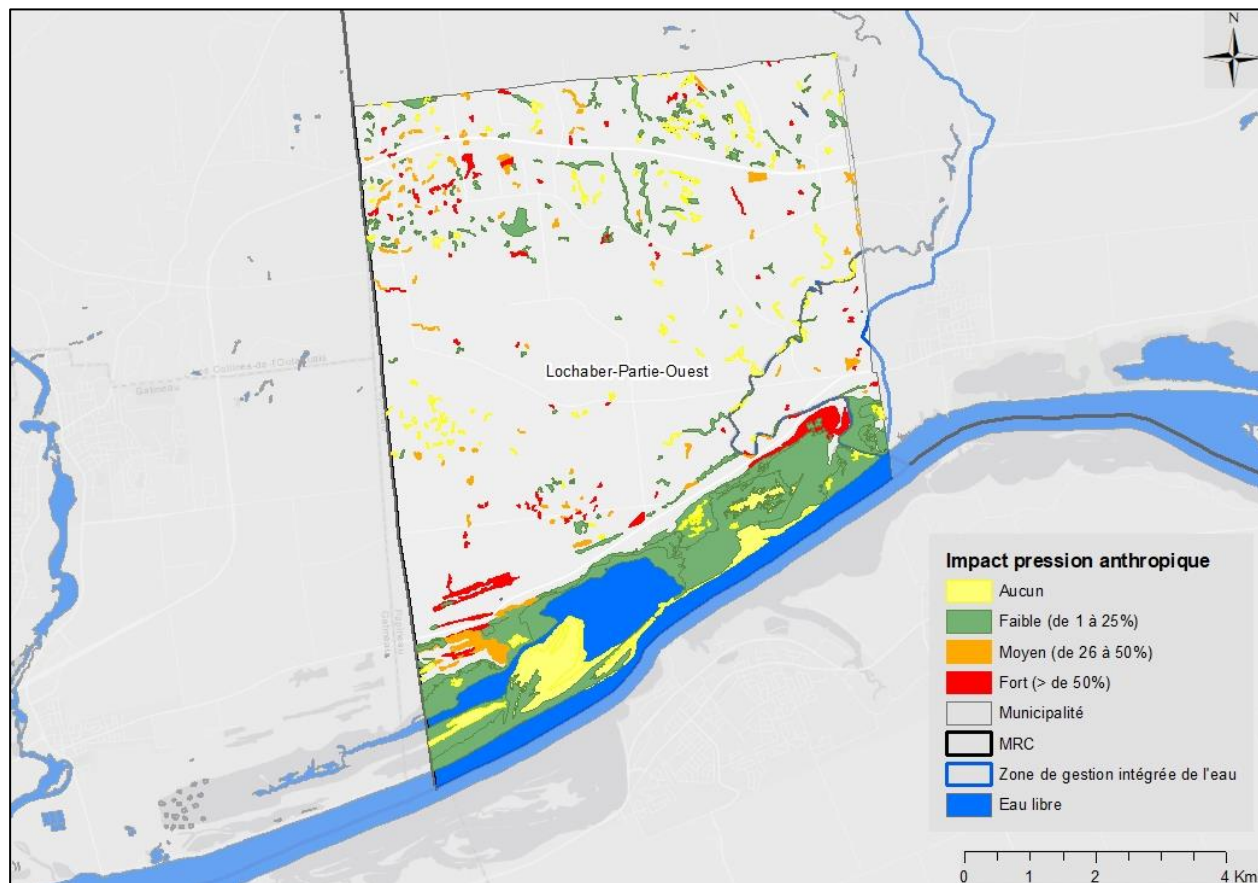 N
Lochaber-Partie-Ouest
Gatineau
Impact pression anthropique
Aucun
Faible (de 1 à 25%)
Moyen (de 26 à 50%)
Fort (> de 50%)
Municipalité
MRC
Zone de gestion intégrée de l'eau
Eau libre
0 1 2 4 Km